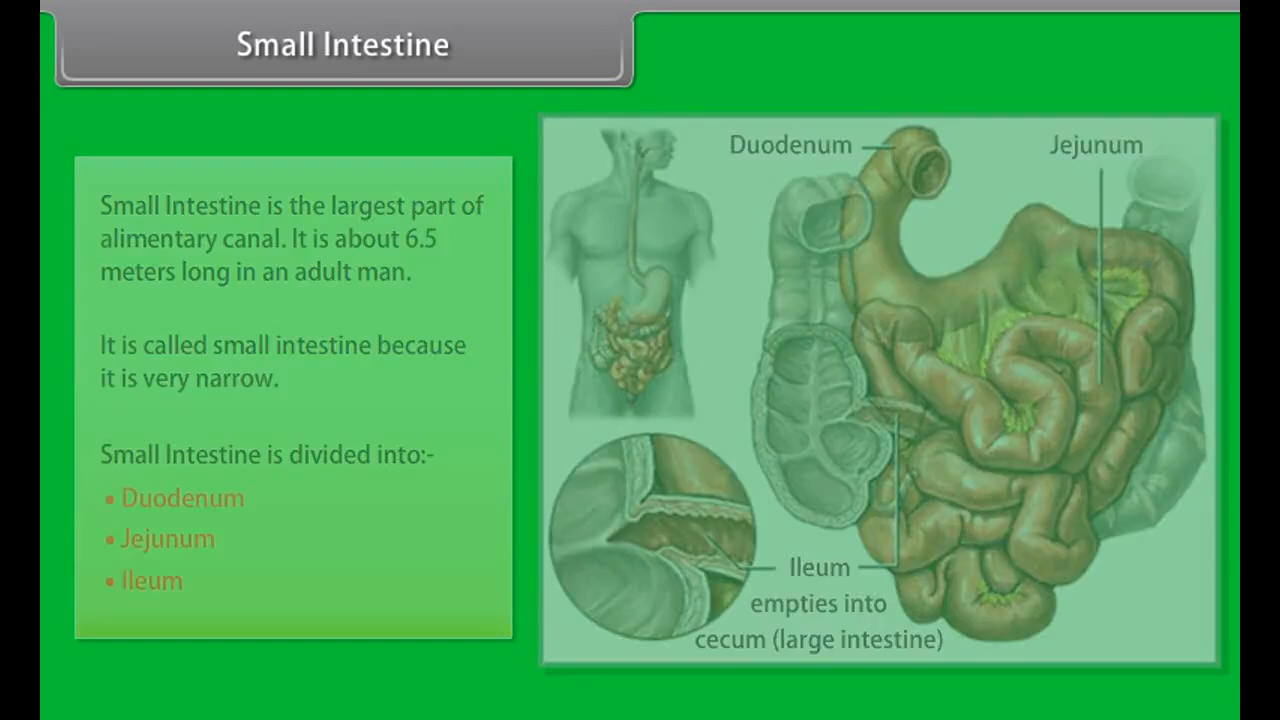 Small Intestine
Small Intestine is the largest part of
alimentary canal. It is about 6.5
meters long in an adult man.
It is called small intestine because
it is very narrow.
Small Intestine is divided into:-
• Duodenum
• Jejunum
• Ileum
Duodenum
Jejunum
Ileum
empties into
cecum (large intestine)